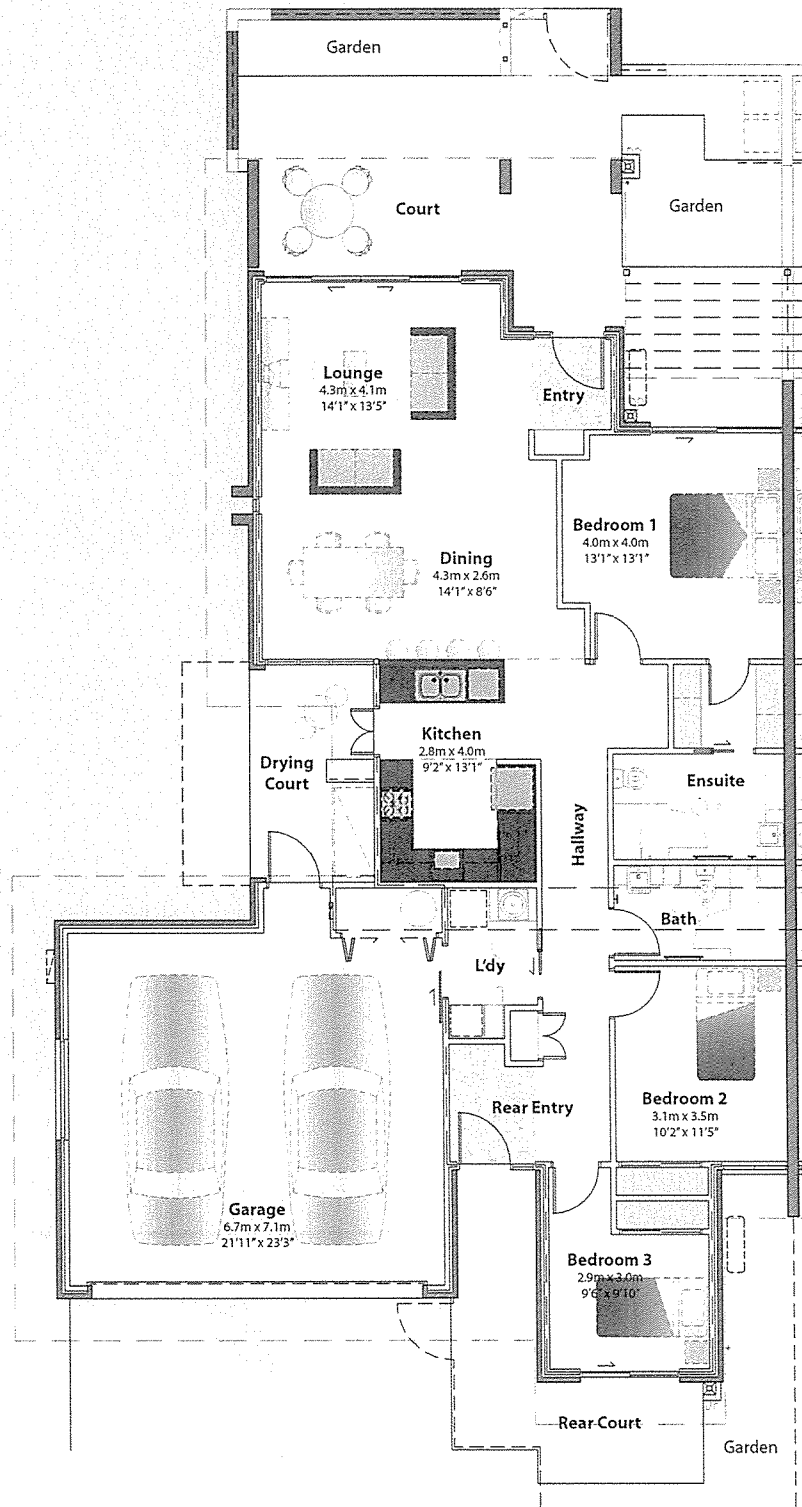 Garden
Court
Garden
Lounge
4.3m x 4.1m
14'1" x 13'5"
Entry
Bedroom 1
4.0m x 4.0m
13'1" x 13'1"
Dining
4.3m x 2.6m
14'1" x 8'6"
Kitchen
2.8m x 4.0m
9'2" x 13'1"
Drying
Court
Ensuite
Hallway
Bath
L'dy
Rear Entry
Bedroom 2
3.1m x 3.5m
10'2" x 11'5"
Garage
6.7m x 7.1m
21'11" x 23'3"
Bedroom 3
2.9m x 3.0m
9'6" x 9'10"
Rear Court
Garden